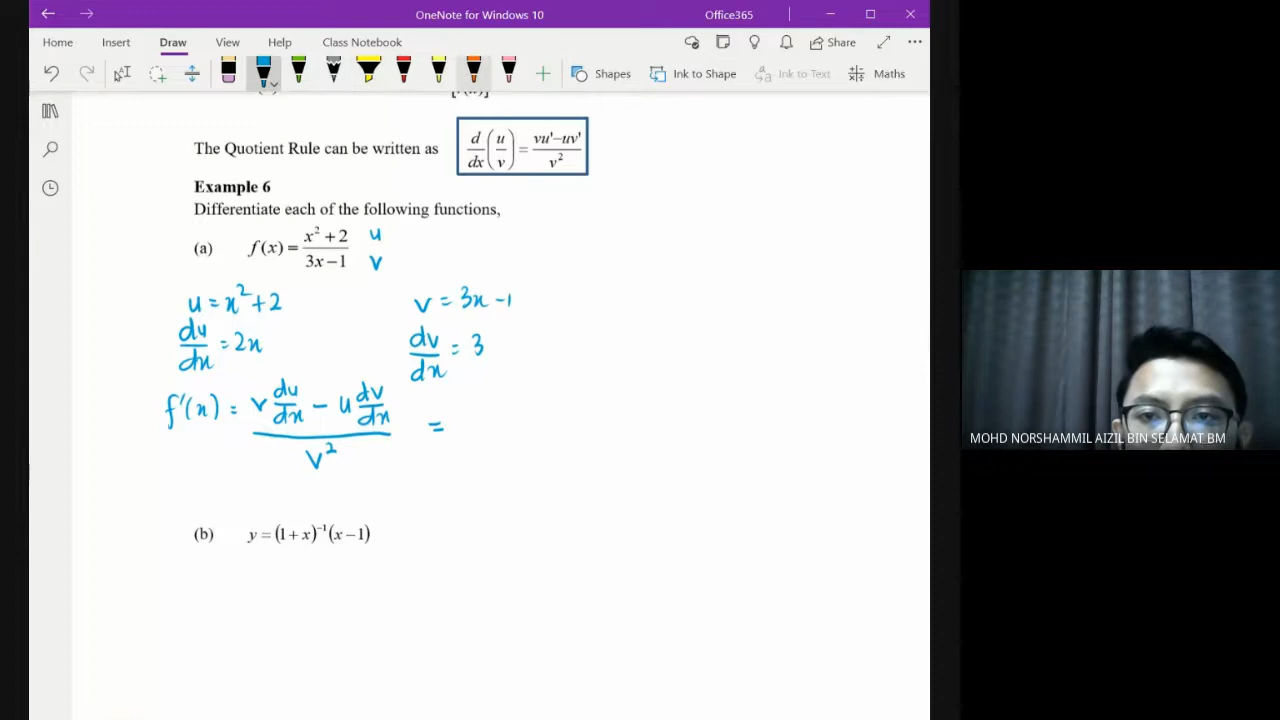 OneNote for Windows 10
Office365
Home Insert Draw View Help Class Notebook
Share
Shapes Ink to Shape Ink to Text Maths
The Quotient Rule can be written as d/dx (u/v) = (vu'−uv')/v²
Example 6
Differentiate each of the following functions,
(a) f(x) = (x² + 2)/(3x − 1) u v
u = x² + 2 v = 3x − 1
du/dx = 2x dv/dx = 3
f'(x) = (v du/dx − u dv/dx)/v² =
(b) y = (1 + x)⁻¹(x − 1)
MOHD NORSHAMMIL AIZIL BIN SELAMAT BM